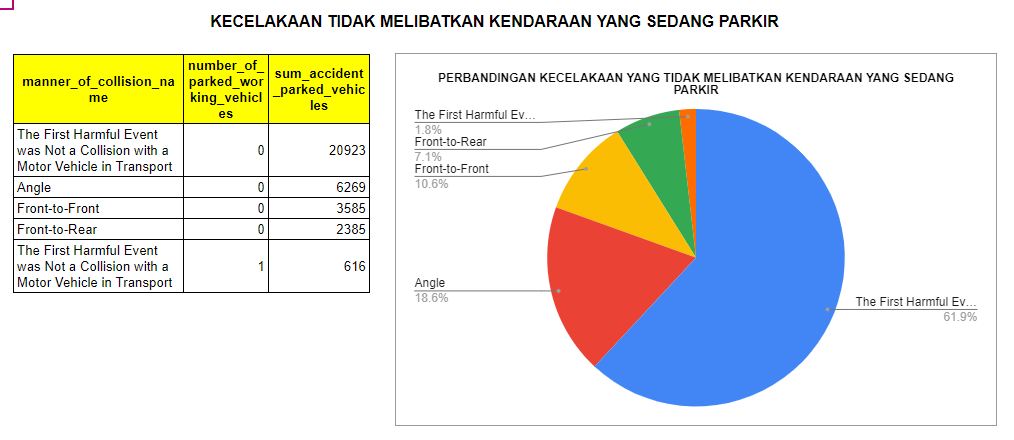 KECELAKAAN TIDAK MELIBATKAN KENDARAAN YANG SEDANG PARKIR
manner_of_collision_na
me
number_of_
parked_wor
king_vehicl
es
sum_accident
_parked_vehic
les
The First Harmful Event
was Not a Collision with a
Motor Vehicle in Transport
0
20923
Angle
0
6269
Front-to-Front
0
3585
Front-to-Rear
0
2385
The First Harmful Event
was Not a Collision with a
Motor Vehicle in Transport
1
616
PERBANDINGAN KECELAKAAN YANG TIDAK MELIBATKAN KENDARAAN YANG SEDANG
PARKIR
The First Harmful Ev...
1.8%
Front-to-Rear
7.1%
Front-to-Front
10.6%
Angle
18.6%
The First Harmful Ev...
61.9%